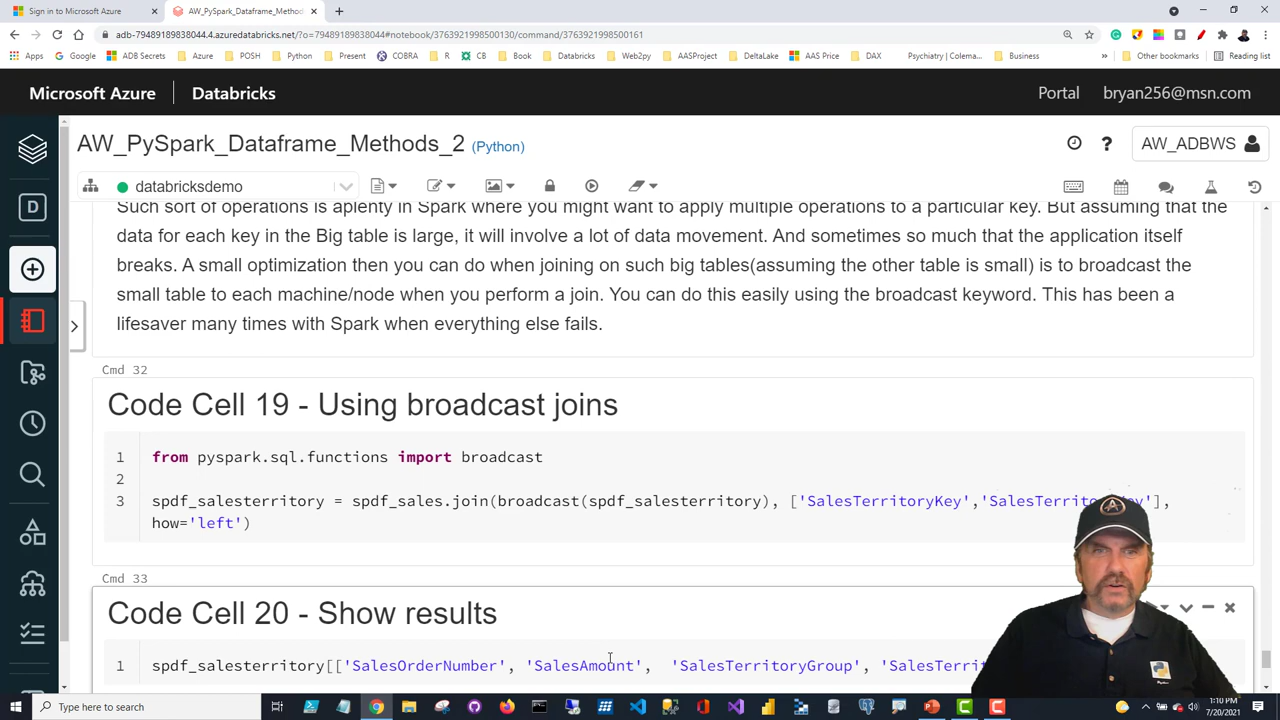 Sign in to Microsoft Azure
AW_PySpark_Dataframe_Method
adb-79489189838044.4.azuredatabricks.net/?o=79489189838044#notebook/3763921998500130/command/3763921998500161
Apps Google ADB Secrets Azure POSH Python Present COBRA R CB Book Databricks Web2py AASProject DeltaLake AAS Price DAX Psychiatry | Colema... Business » Other bookmarks Reading list
Microsoft Azure Databricks Portal bryan256@msn.com
AW_PySpark_Dataframe_Methods_2 (Python) ? AW_ADBWS
databricksdemo
Such sort of operations is aplenty in Spark where you might want to apply multiple operations to a particular key. But assuming that the
data for each key in the Big table is large, it will involve a lot of data movement. And sometimes so much that the application itself
breaks. A small optimization then you can do when joining on such big tables(assuming the other table is small) is to broadcast the
small table to each machine/node when you perform a join. You can do this easily using the broadcast keyword. This has been a
lifesaver many times with Spark when everything else fails.
Cmd 32
Code Cell 19 - Using broadcast joins
1 from pyspark.sql.functions import broadcast
2
3 spdf_salesterritory = spdf_sales.join(broadcast(spdf_salesterritory), ['SalesTerritoryKey','SalesTerrito ey'],
how='left')
Cmd 33
Code Cell 20 - Show results
1 spdf_salesterritory[['SalesOrderNumber', 'SalesAmount', 'SalesTerritoryGroup', 'SalesTerrit
Type here to search
1:10 PM
7/20/2021